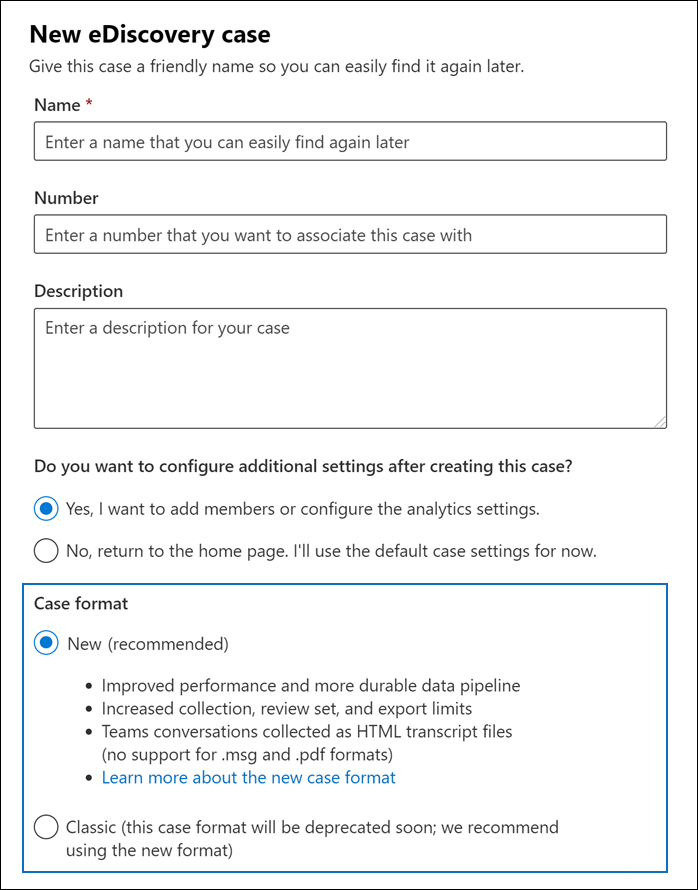 New eDiscovery case
Give this case a friendly name so you can easily find it again later.
Name *
Enter a name that you can easily find again later
Number
Enter a number that you want to associate this case with
Description
Enter a description for your case
Do you want to configure additional settings after creating this case?
Yes, I want to add members or configure the analytics settings.
No, return to the home page. I'll use the default case settings for now.
Case format
New (recommended)
• Improved performance and more durable data pipeline
• Increased collection, review set, and export limits
• Teams conversations collected as HTML transcript files
(no support for .msg and .pdf formats)
• Learn more about the new case format
Classic (this case format will be deprecated soon; we recommend
using the new format)